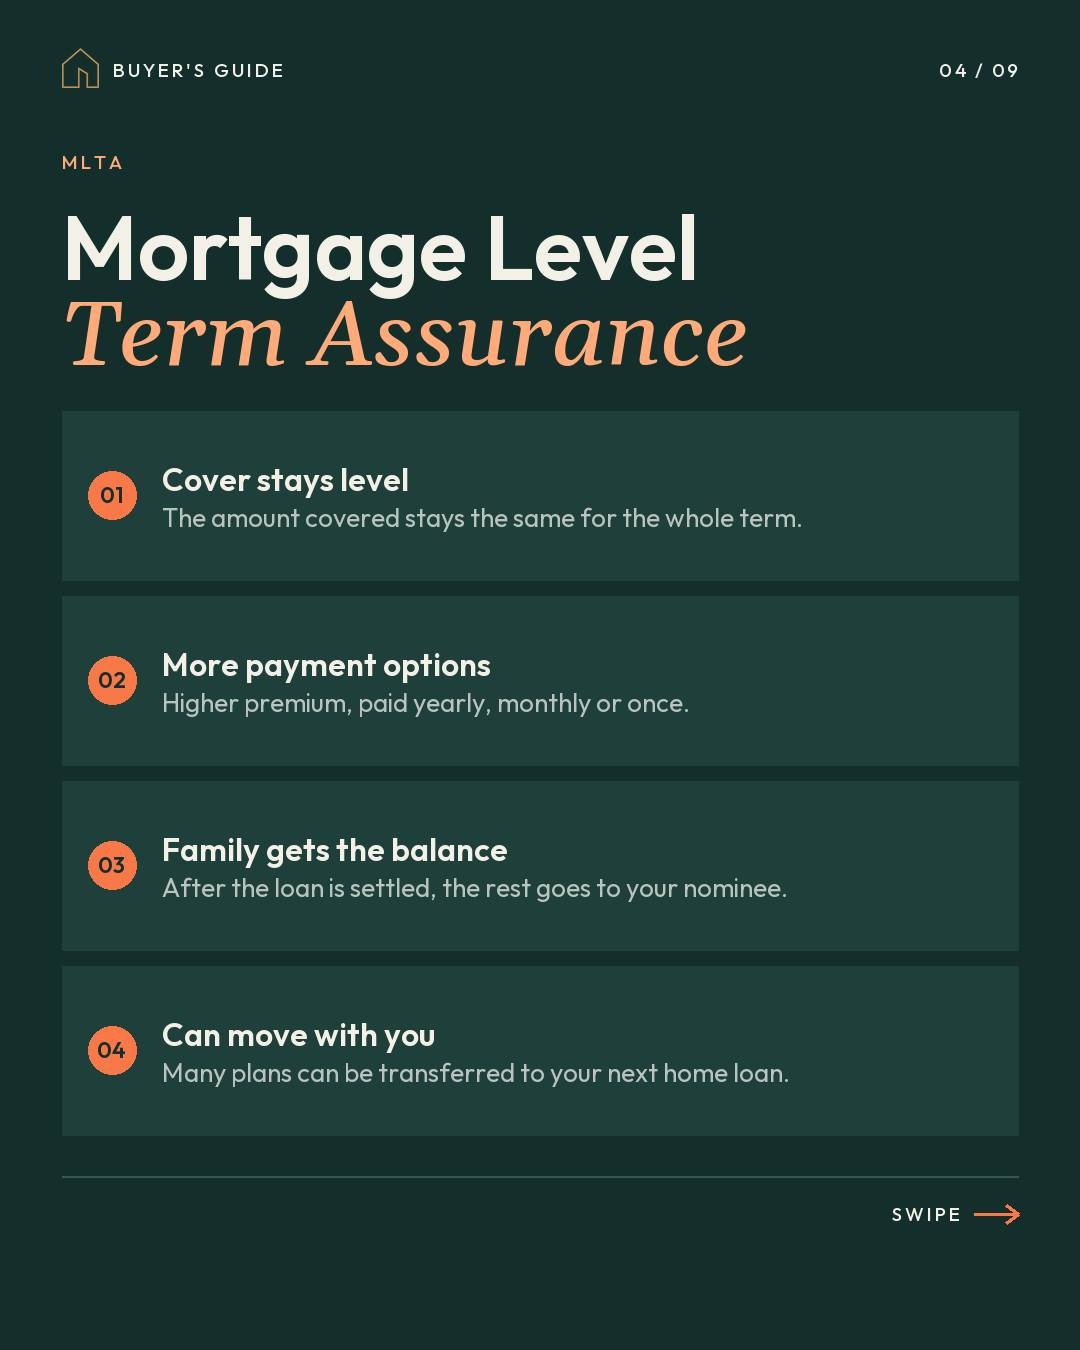 BUYER'S GUIDE
04 / 09
MLTA
Mortgage Level
Term Assurance
01
Cover stays level
The amount covered stays the same for the whole term.
02
More payment options
Higher premium, paid yearly, monthly or once.
03
Family gets the balance
After the loan is settled, the rest goes to your nominee.
04
Can move with you
Many plans can be transferred to your next home loan.
SWIPE